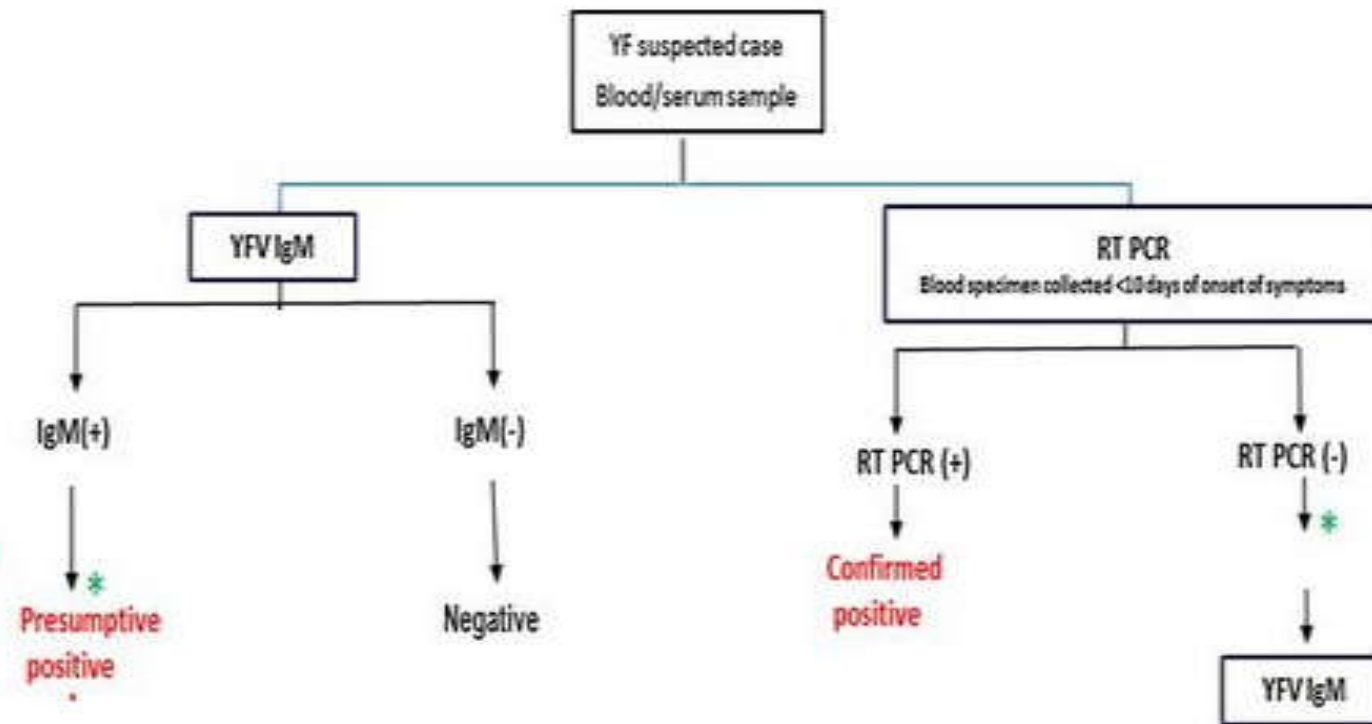 YF suspected case
Blood/serum sample
YFV IgM
RT PCR
Blood specimen collected <10 days of onset of symptoms
IgM(+)
IgM(-)
RT PCR (+)
RT PCR (-)
*
Confirmed
positive
*
Presumptive
positive
Negative
YFV IgM